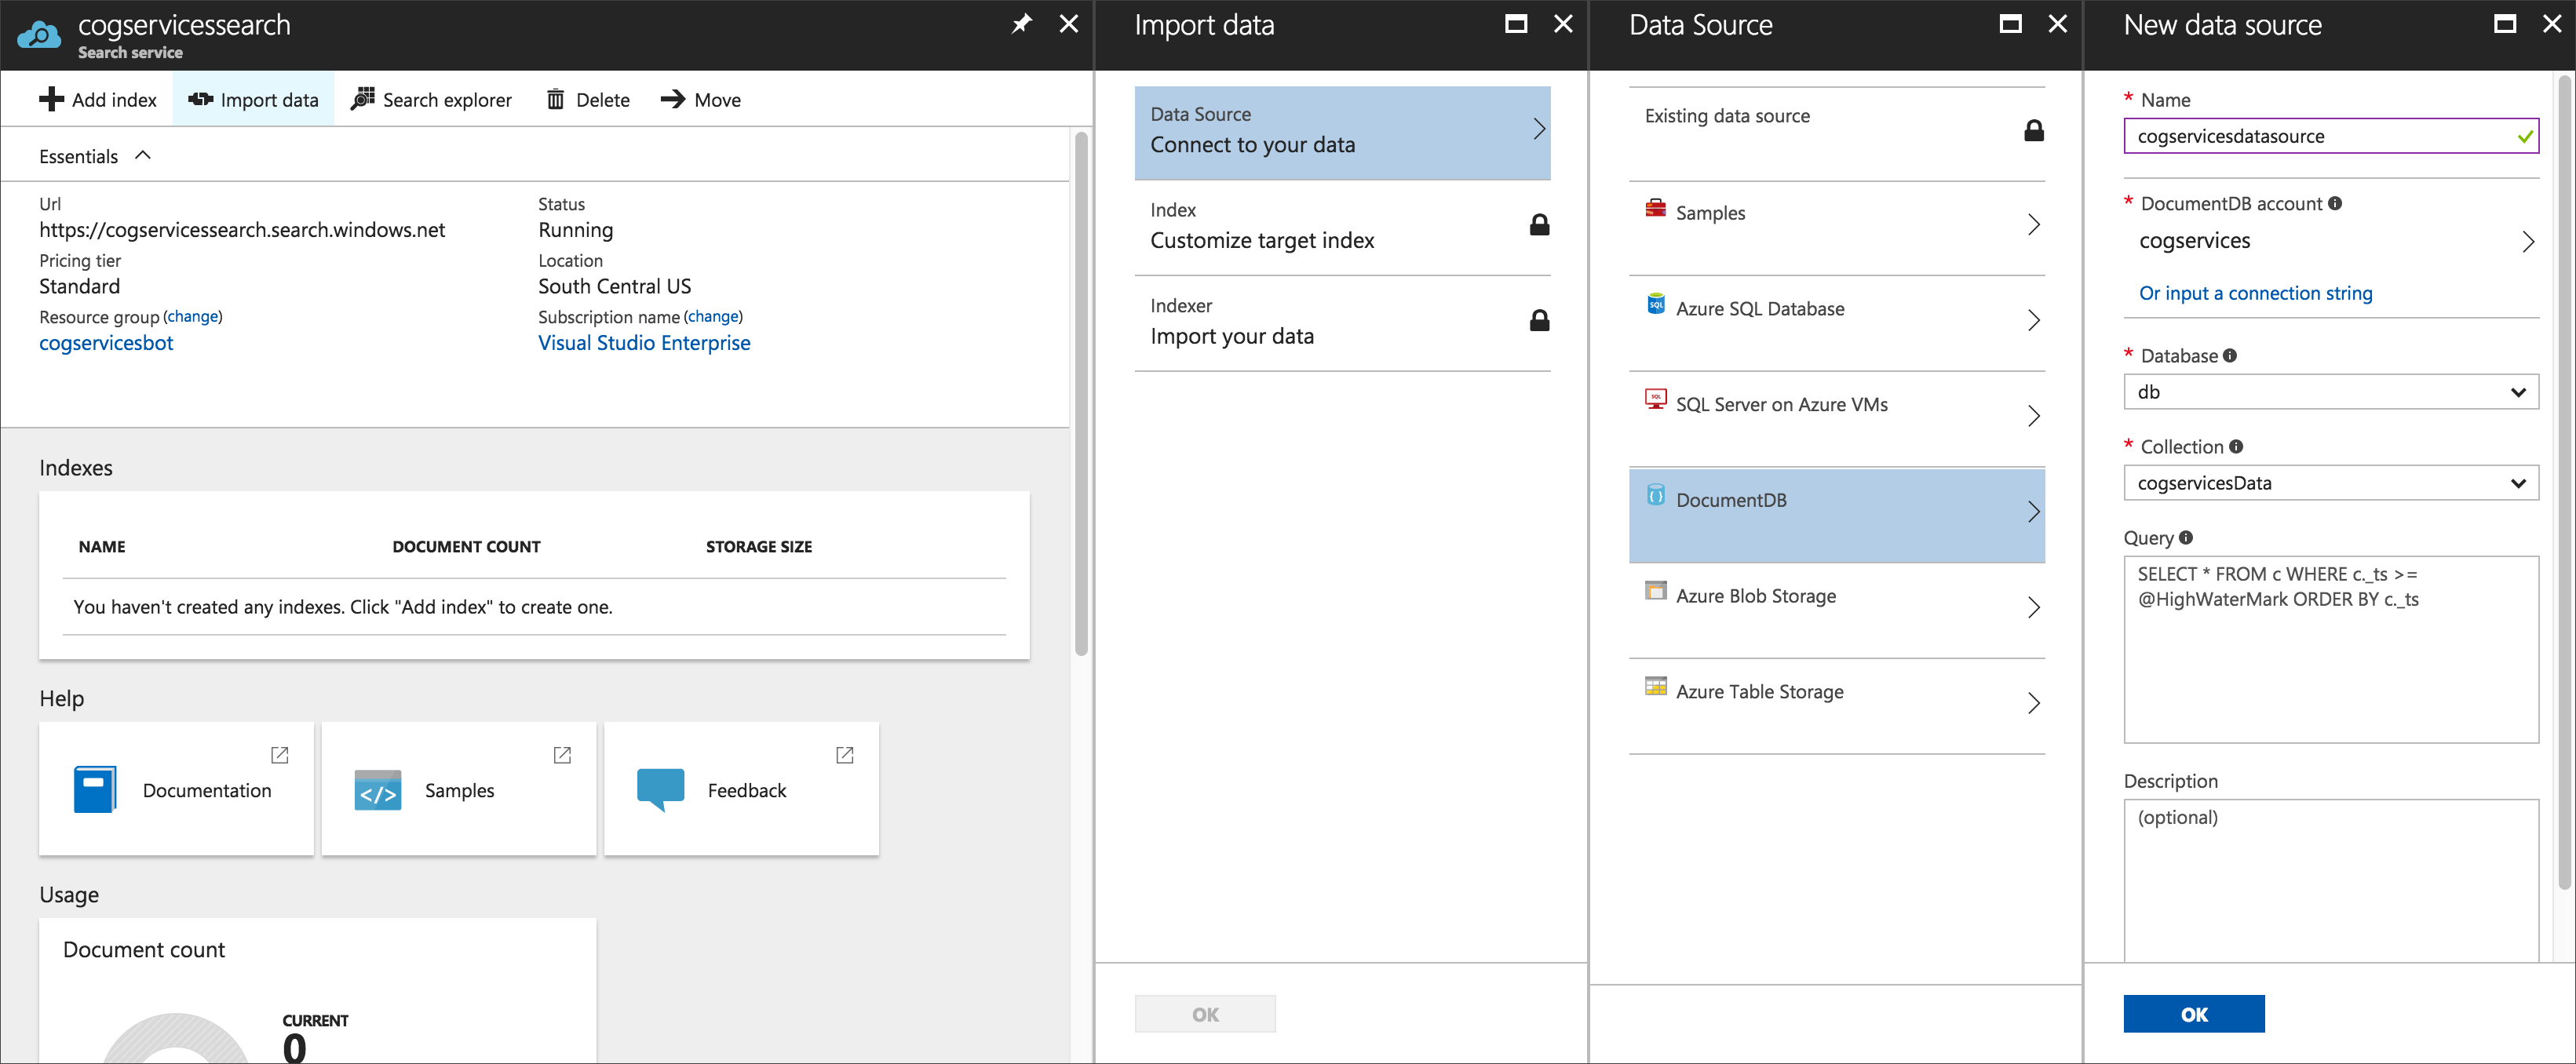 cogservicessearch
Search service
Add index
Import data
Search explorer
Delete
Move
Essentials
Url
https://cogservicessearch.search.windows.net
Pricing tier
Standard
Resource group (change)
cogservicesbot
Status
Running
Location
South Central US
Subscription name (change)
Visual Studio Enterprise
Indexes
NAME
DOCUMENT COUNT
STORAGE SIZE
You haven't created any indexes. Click "Add index" to create one.
Help
Documentation
Samples
Feedback
Usage
Document count
CURRENT
0
Import data
Data Source
Connect to your data
Index
Customize target index
Indexer
Import your data
OK
Data Source
Existing data source
Samples
Azure SQL Database
SQL Server on Azure VMs
DocumentDB
Azure Blob Storage
Azure Table Storage
New data source
* Name
cogservicesdatasource
* DocumentDB account
cogservices
Or input a connection string
* Database
db
* Collection
cogservicesData
Query
SELECT * FROM c WHERE c._ts >=
@HighWaterMark ORDER BY c._ts
Description
(optional)
OK